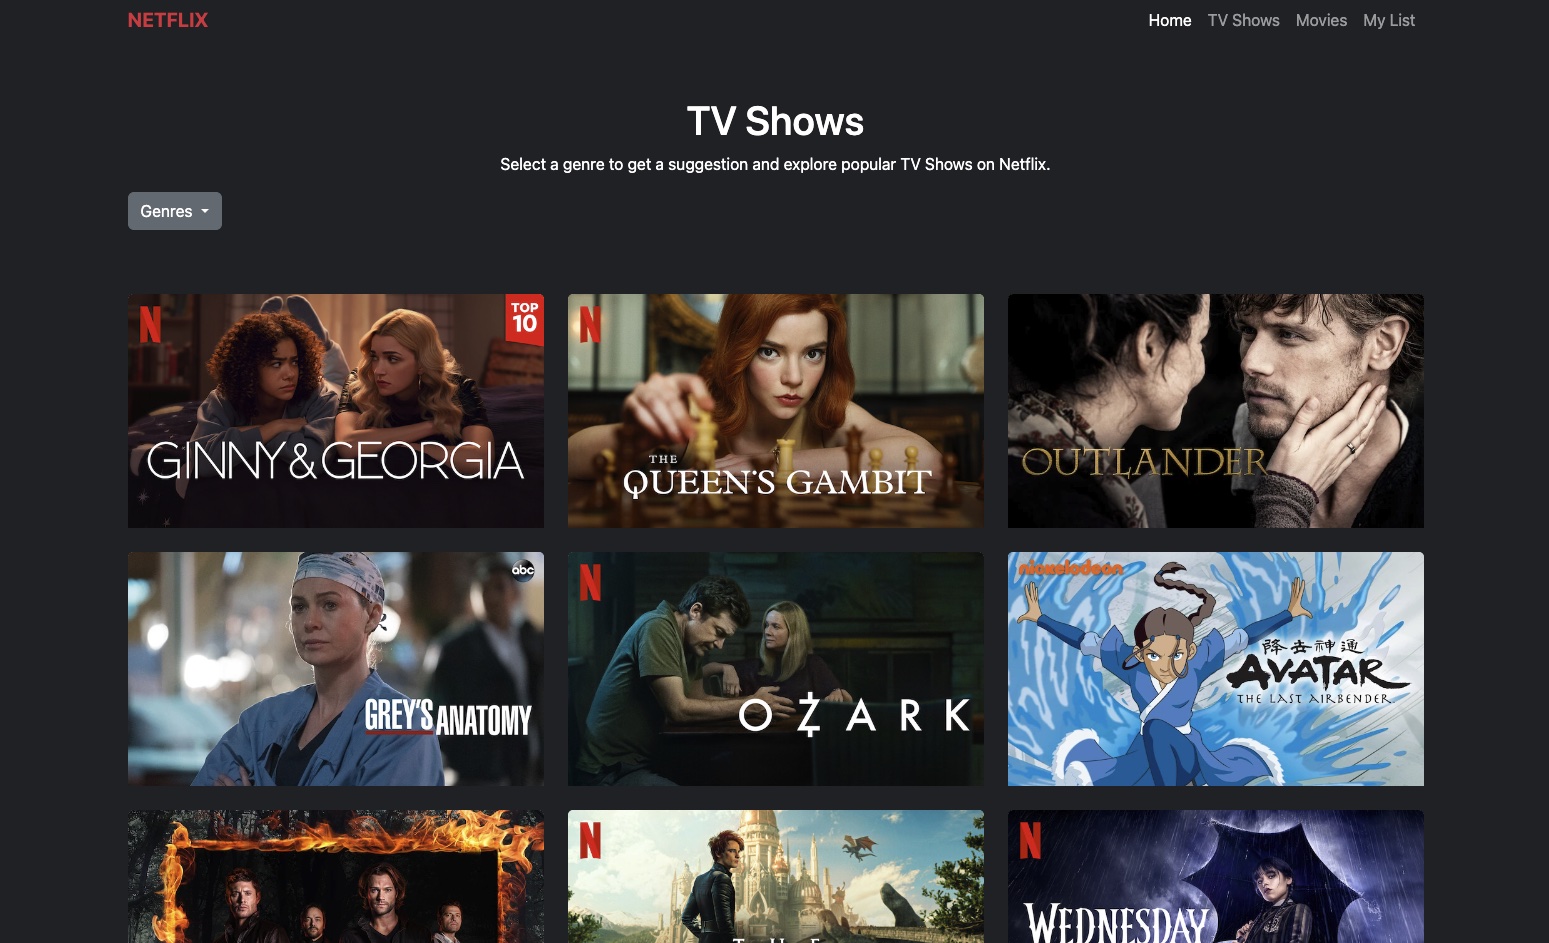 NETFLIX
Home TV Shows Movies My List
TV Shows
Select a genre to get a suggestion and explore popular TV Shows on Netflix.
Genres
N
TOP
10
GINNY & GEORGIA
N
THE
QUEEN'S GAMBIT
OUTLANDER
abc
GREY'S ANATOMY
N
OZARK
nickelodeon
降去神通
AVATAR
THE LAST AIRBENDER
N
THE
N
WEDNESDAY